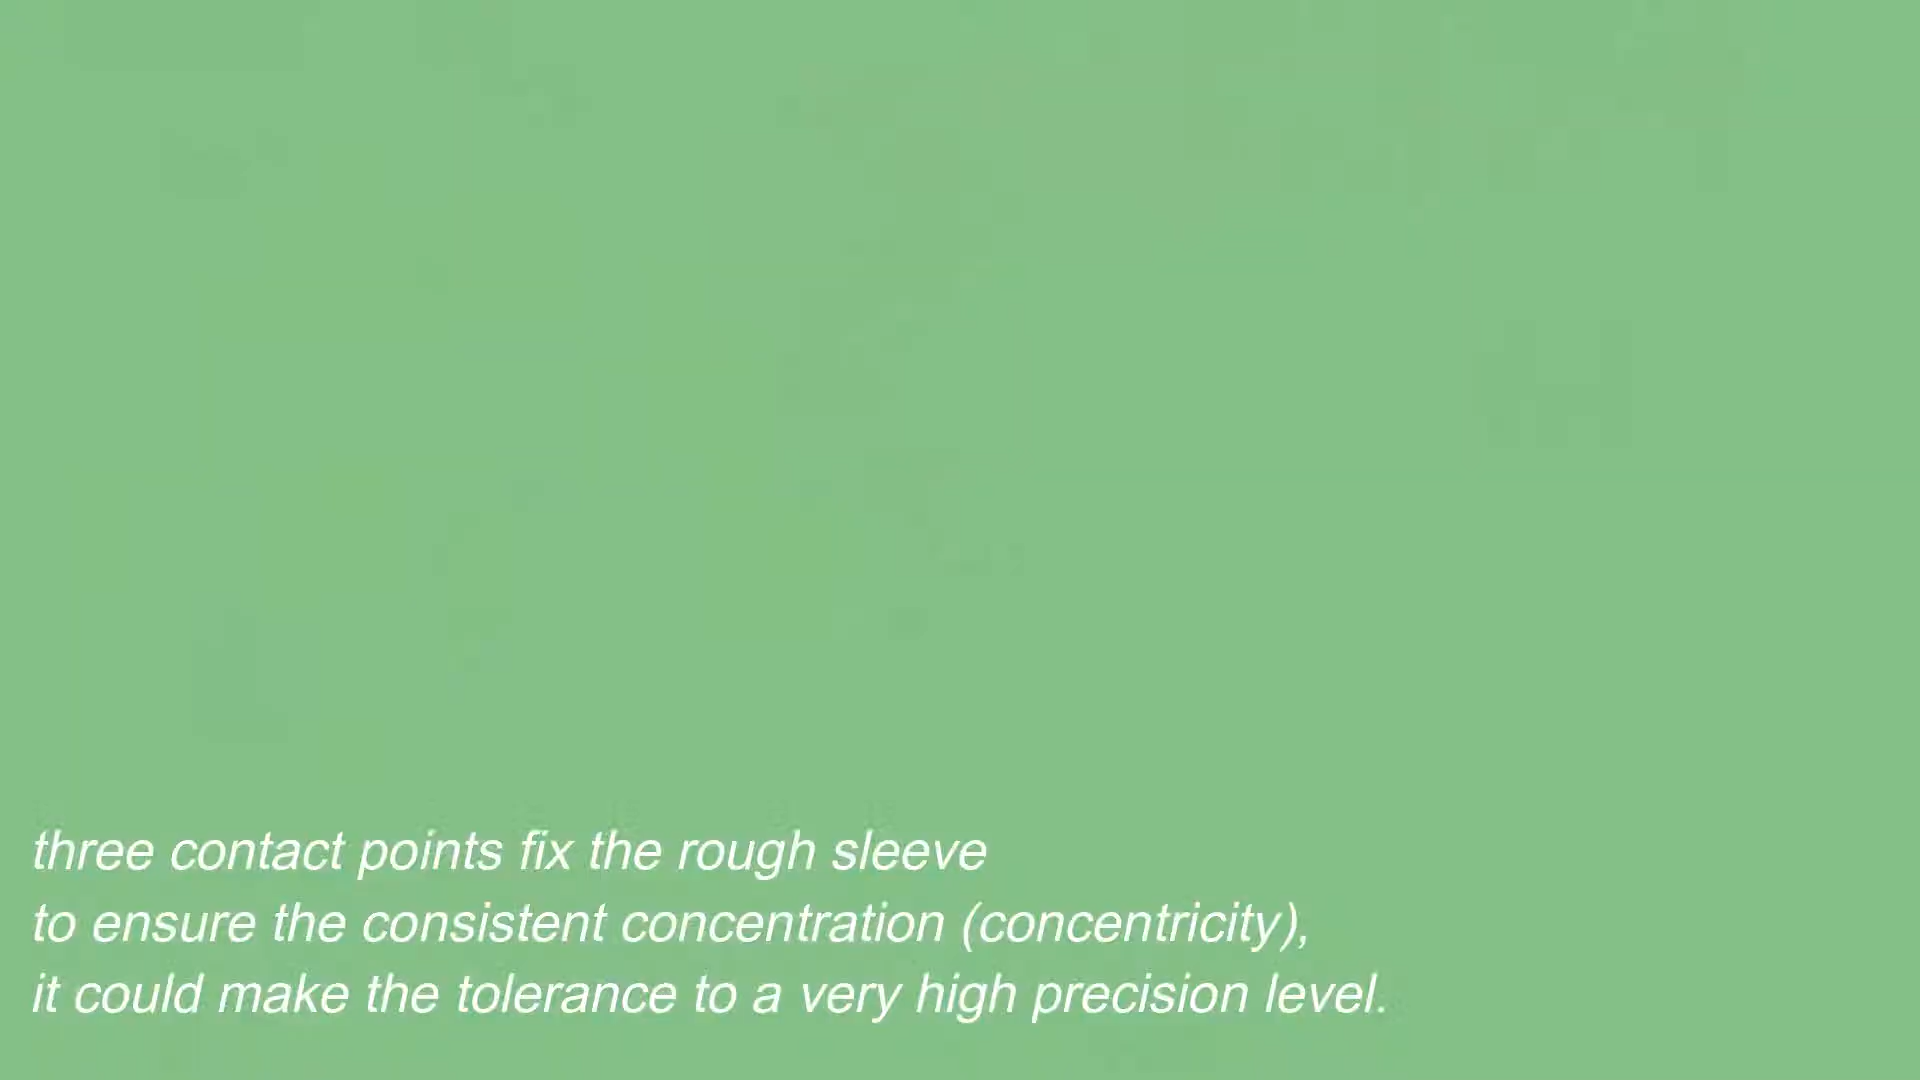 three contact points fix the rough sleeve
to ensure the consistent concentration (concentricity),
it could make the tolerance to a very high precision level.